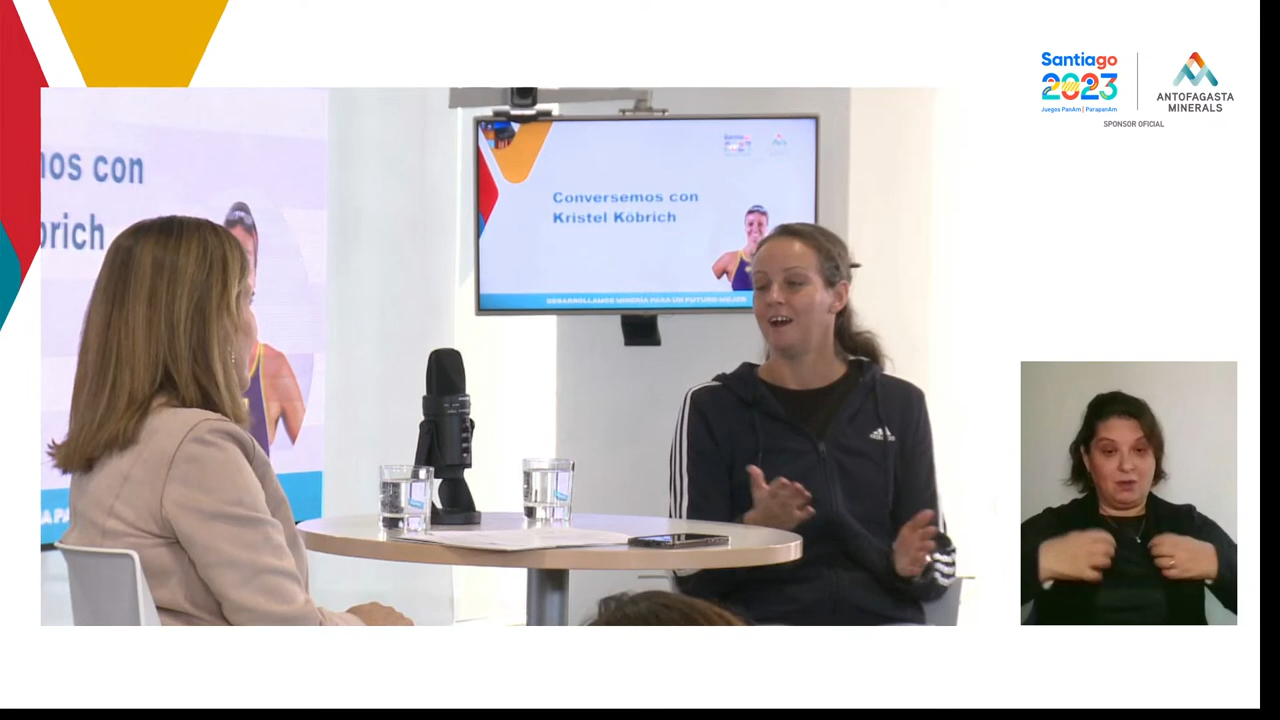 Santiago
2023
Juegos PanAm | ParapanAm
ANTOFAGASTA
MINERALS
SPONSOR OFICIAL
mos con
brich
A PA
Conversemos con
Kristel Köbrich
DESARROLLAMOS MINERÍA PARA UN FUTURO MEJOR
adidas